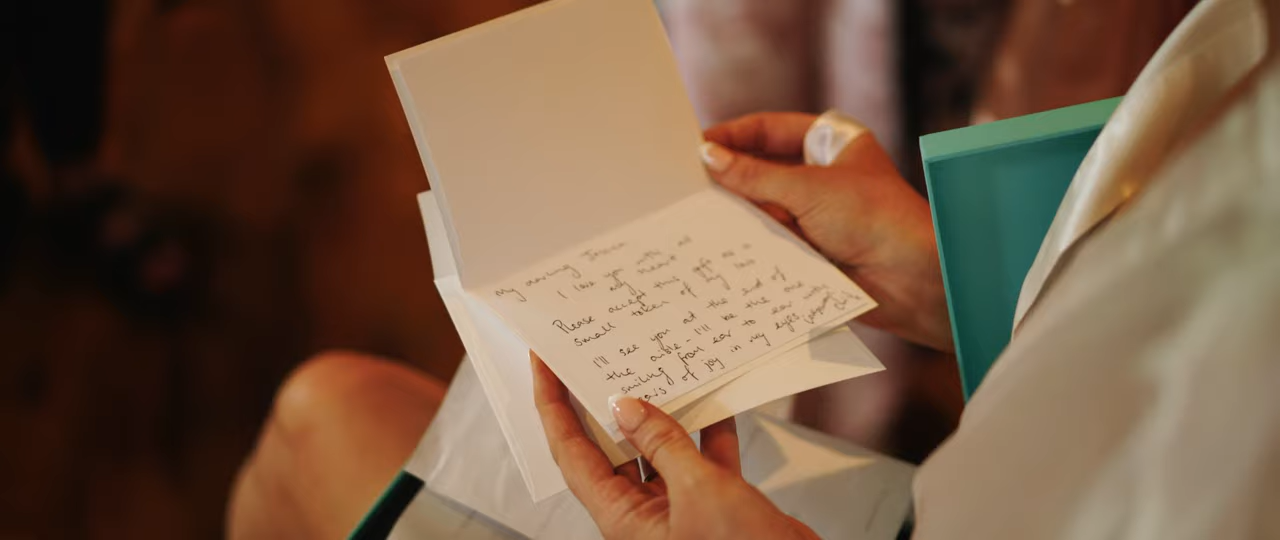 My darling Jessica
I love you with all
my heart
Please accept this gift as a
small token of my love
I'll see you at the end of
the aisle - I'll be the one
smiling from ear to ear with
tears of joy in my eyes